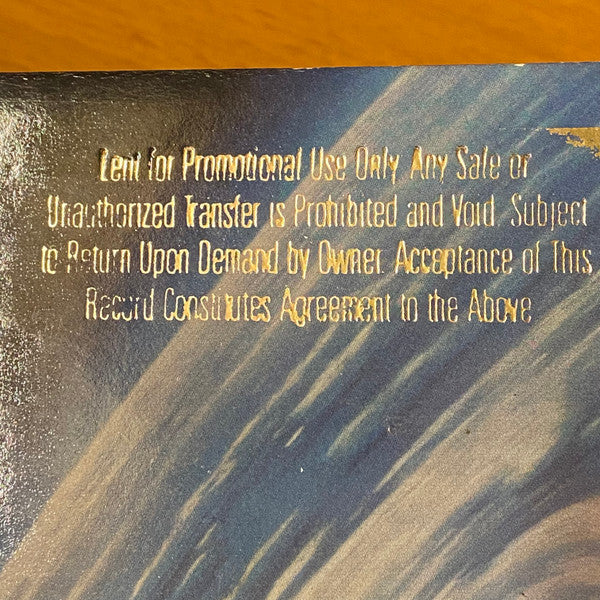 Lent for Promotional Use Only Any Sale or
Unauthorized Transfer is Prohibited and Void. Subject
to Return Upon Demand by Owner. Acceptance of This
Record Constitutes Agreement to the Above